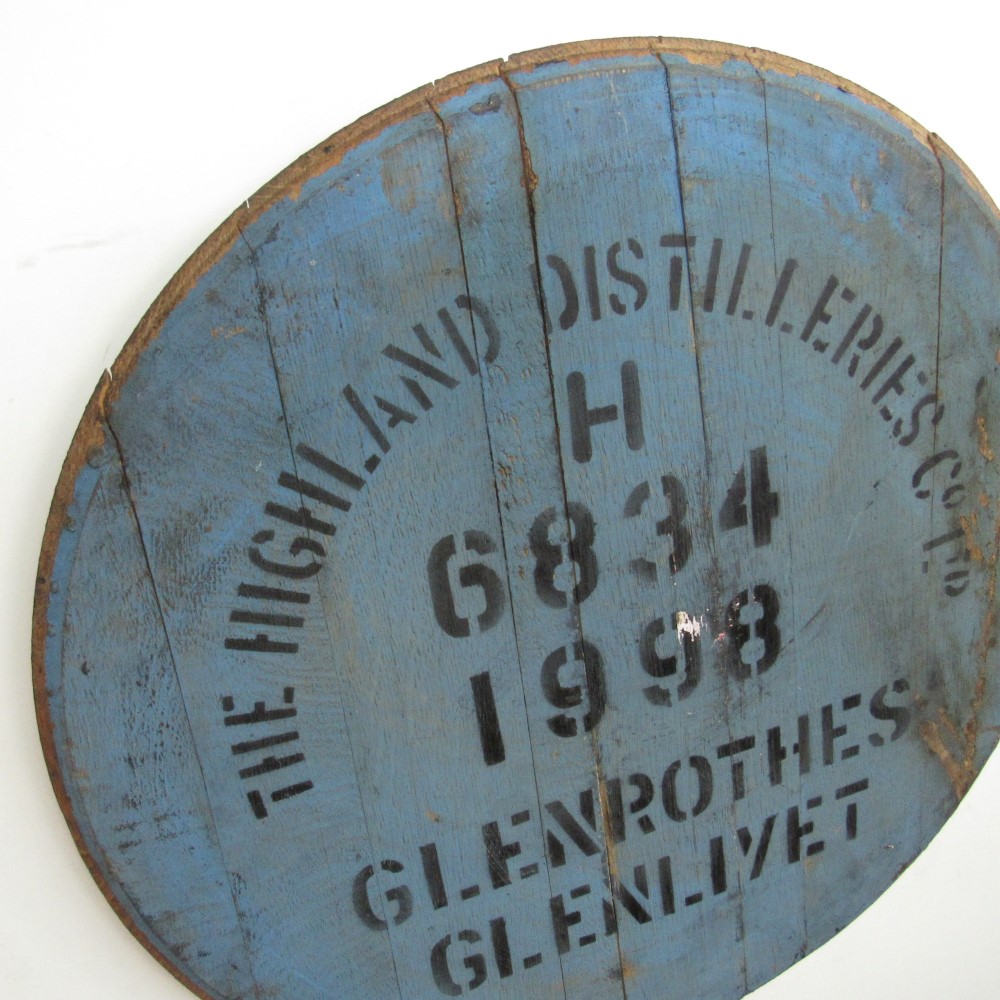 THE HIGHLAND DISTILLERIES Co LTD
H
6834
1998
GLENROTHES
GLENLIVET